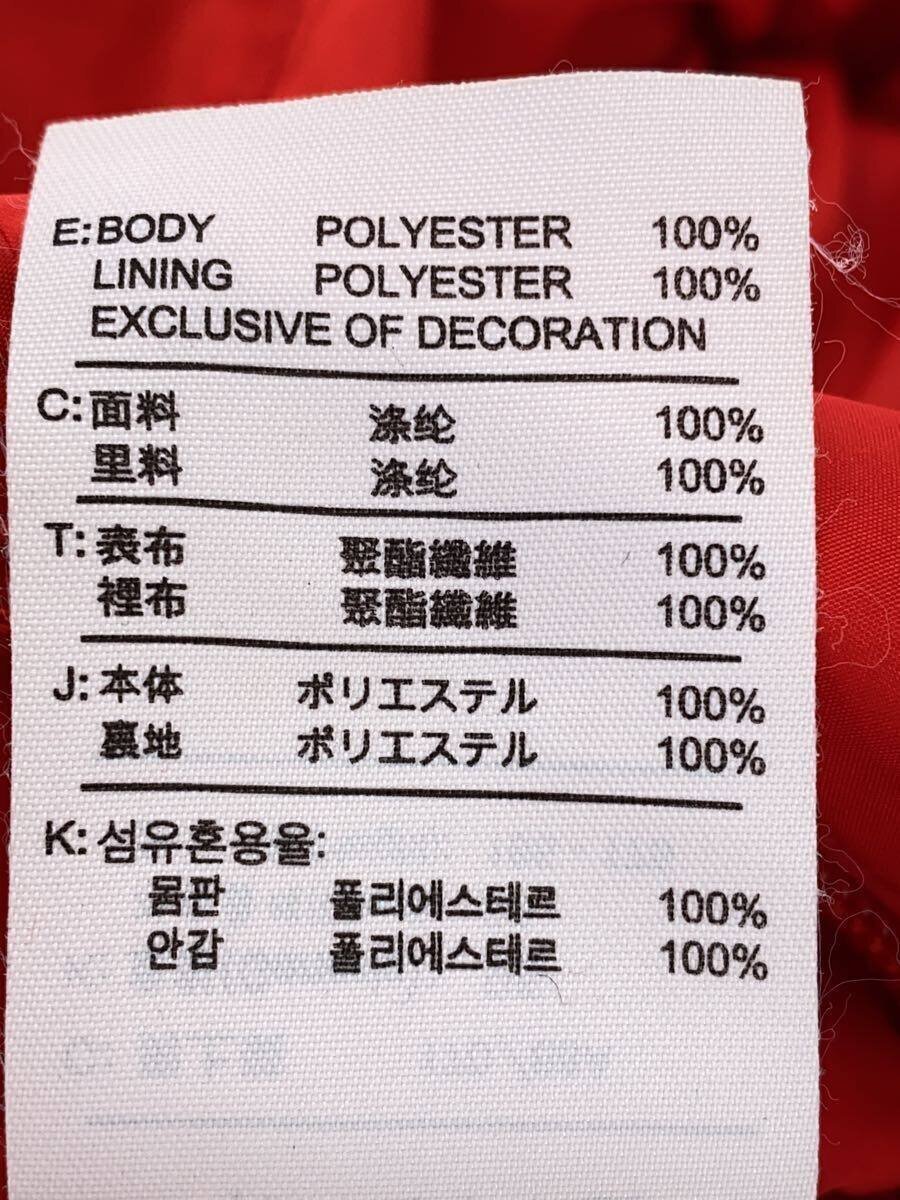 E: BODY POLYESTER 100%
LINING POLYESTER 100%
EXCLUSIVE OF DECORATION
C: 面料 涤纶 100%
里料 涤纶 100%
T: 表布 聚酯纖維 100%
裡布 聚酯纖維 100%
J: 本体 ポリエステル 100%
裏地 ポリエステル 100%
K: 섬유혼용율:
몸판 폴리에스테르 100%
안감 폴리에스테르 100%